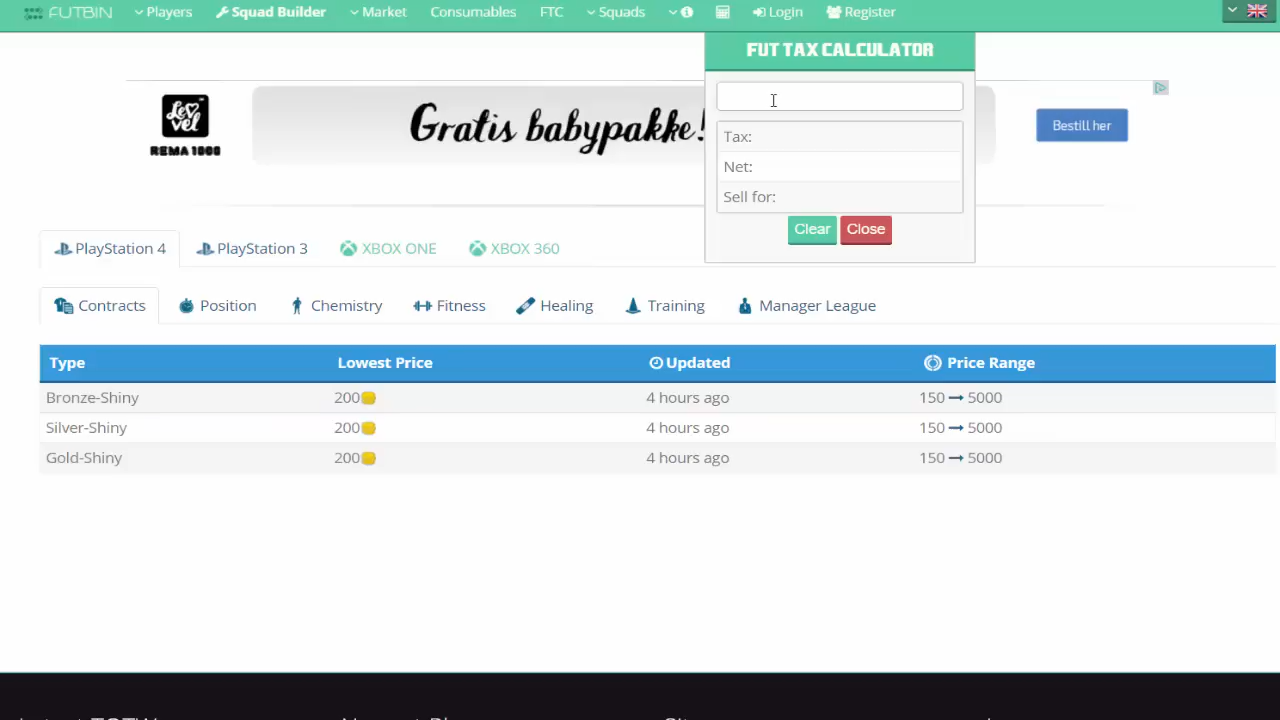 FUTBIN Players Squad Builder Market Consumables FTC Squads Login Register
FUT TAX CALCULATOR
Le√vel
REMA 1000
Gratis babypakke!
Bestill her
Tax:
Net:
Sell for:
Clear Close
PlayStation 4 PlayStation 3 XBOX ONE XBOX 360
Contracts Position Chemistry Fitness Healing Training Manager League
Type Lowest Price Updated Price Range
Bronze-Shiny 200 4 hours ago 150 → 5000
Silver-Shiny 200 4 hours ago 150 → 5000
Gold-Shiny 200 4 hours ago 150 → 5000